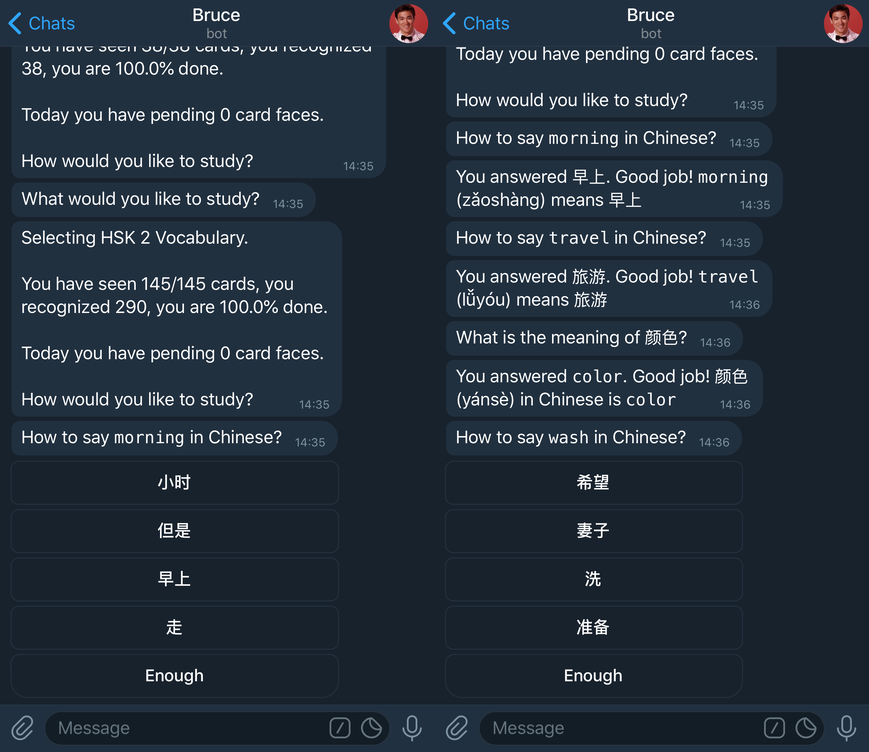 Chats
Bruce
bot
You have seen 38/38 cards, you recognized
38, you are 100.0% done.
Today you have pending 0 card faces.
How would you like to study?
14:35
What would you like to study?
14:35
Selecting HSK 2 Vocabulary.
You have seen 145/145 cards, you
recognized 290, you are 100.0% done.
Today you have pending 0 card faces.
How would you like to study?
14:35
How to say morning in Chinese?
14:35
小时
但是
早上
走
Enough
Message
Chats
Bruce
bot
Today you have pending 0 card faces.
How would you like to study?
14:35
How to say morning in Chinese?
14:35
You answered 早上. Good job! morning
(zǎoshàng) means 早上
14:35
How to say travel in Chinese?
14:35
You answered 旅游. Good job! travel
(lǚyóu) means 旅游
14:36
What is the meaning of 颜色?
14:36
You answered color. Good job! 颜色
(yánsè) in Chinese is color
14:36
How to say wash in Chinese?
14:36
希望
妻子
洗
准备
Enough
Message